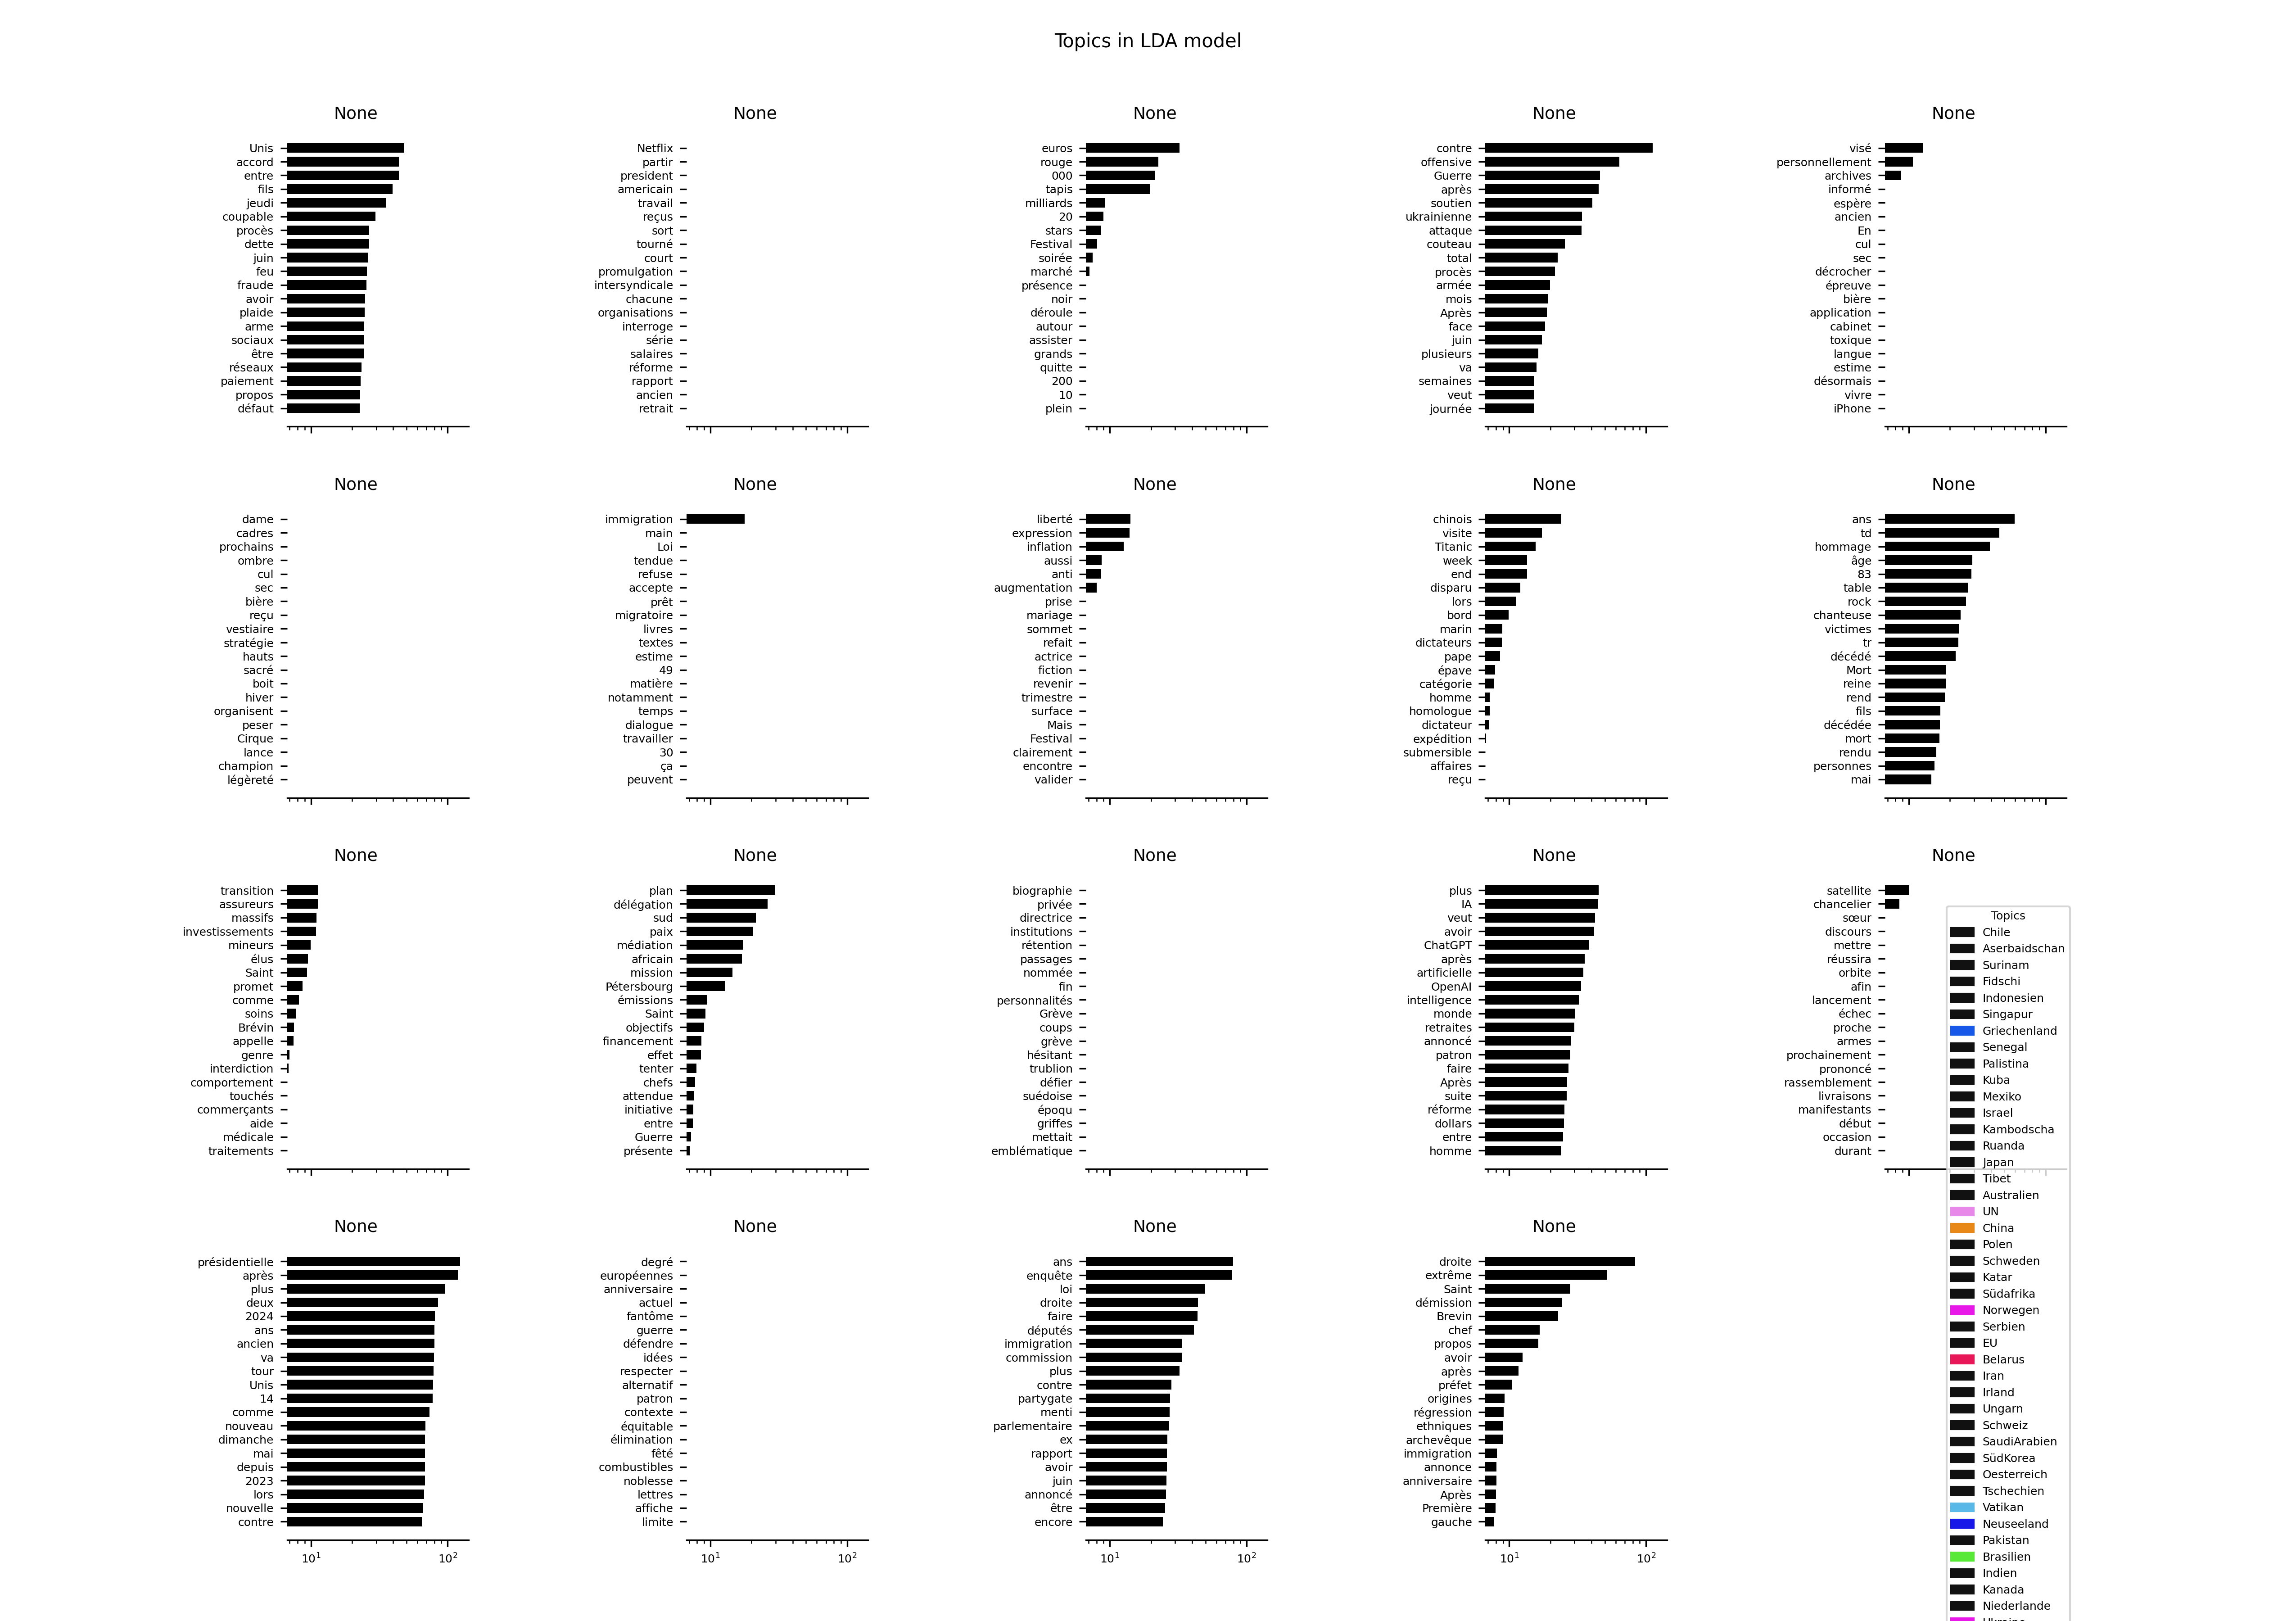 Topics in LDA model
None
Unis
accord
entre
fils
jeudi
coupable
procès
dette
juin
feu
fraude
avoir
plaide
arme
sociaux
être
réseaux
paiement
propos
défaut
None
Netflix
partir
president
americain
travail
reçus
sort
tourné
court
promulgation
intersyndicale
chacune
organisations
interroge
série
salaires
réforme
rapport
ancien
retrait
None
euros
rouge
000
tapis
milliards
20
stars
Festival
soirée
marché
présence
noir
déroule
autour
assister
grands
quitte
200
10
plein
None
contre
offensive
Guerre
après
soutien
ukrainienne
attaque
couteau
total
procès
armée
mois
Après
face
juin
plusieurs
va
semaines
veut
journée
None
visé
personnellement
archives
informé
espère
ancien
En
cul
sec
décrocher
épreuve
bière
application
cabinet
toxique
langue
estime
désormais
vivre
iPhone
None
dame
cadres
prochains
ombre
cul
sec
bière
reçu
vestiaire
stratégie
hauts
sacré
boit
hiver
organisent
peser
Cirque
lance
champion
légèreté
None
immigration
main
Loi
tendue
refuse
accepte
prêt
migratoire
livres
textes
estime
49
matière
notamment
temps
dialogue
travailler
30
ça
peuvent
None
liberté
expression
inflation
aussi
anti
augmentation
prise
mariage
sommet
refait
actrice
fiction
revenir
trimestre
surface
Mais
Festival
clairement
encontre
valider
None
chinois
visite
Titanic
week
end
disparu
lors
bord
marin
dictateurs
pape
épave
catégorie
homme
homologue
dictateur
expédition
submersible
affaires
reçu
None
ans
td
hommage
âge
83
table
rock
chanteuse
victimes
tr
décédé
Mort
reine
rend
fils
décédée
mort
rendu
personnes
mai
None
transition
assureurs
massifs
investissements
mineurs
élus
Saint
promet
comme
soins
Brévin
appelle
genre
interdiction
comportement
touchés
commerçants
aide
médicale
traitements
None
plan
délégation
sud
paix
médiation
africain
mission
Pétersbourg
émissions
Saint
objectifs
financement
effet
tenter
chefs
attendue
initiative
entre
Guerre
présente
None
biographie
privée
directrice
institutions
rétention
passages
nommée
fin
personnalités
Grève
coups
grève
hésitant
trublion
défier
suédoise
époqu
griffes
mettait
emblématique
None
plus
IA
veut
avoir
ChatGPT
après
artificielle
OpenAI
intelligence
monde
retraites
annoncé
patron
faire
Après
suite
réforme
dollars
entre
homme
None
satellite
chancelier
sœur
discours
mettre
réussira
orbite
afin
lancement
échec
proche
armes
prochainement
prononcé
rassemblement
livraisons
manifestants
début
occasion
durant
None
présidentielle
après
plus
deux
2024
ans
ancien
va
tour
Unis
14
comme
nouveau
dimanche
mai
depuis
2023
lors
nouvelle
contre
10¹ 10²
None
degré
européennes
anniversaire
actuel
fantôme
guerre
défendre
idées
respecter
alternatif
patron
contexte
équitable
élimination
fêté
combustibles
noblesse
lettres
affiche
limite
10¹ 10²
None
ans
enquête
loi
droite
faire
députés
immigration
commission
plus
contre
partygate
menti
parlementaire
ex
rapport
avoir
juin
annoncé
être
encore
10¹ 10²
None
droite
extrême
Saint
démission
Brevin
chef
propos
avoir
après
préfet
origines
régression
ethniques
archevêque
immigration
annonce
anniversaire
Après
Première
gauche
10¹ 10²
Topics
Chile
Aserbaidschan
Surinam
Fidschi
Indonesien
Singapur
Griechenland
Senegal
Palistina
Kuba
Mexiko
Israel
Kambodscha
Ruanda
Japan
Tibet
Australien
UN
China
Polen
Schweden
Katar
Südafrika
Norwegen
Serbien
EU
Belarus
Iran
Irland
Ungarn
Schweiz
SaudiArabien
SüdKorea
Oesterreich
Tschechien
Vatikan
Neuseeland
Pakistan
Brasilien
Indien
Kanada
Niederlande